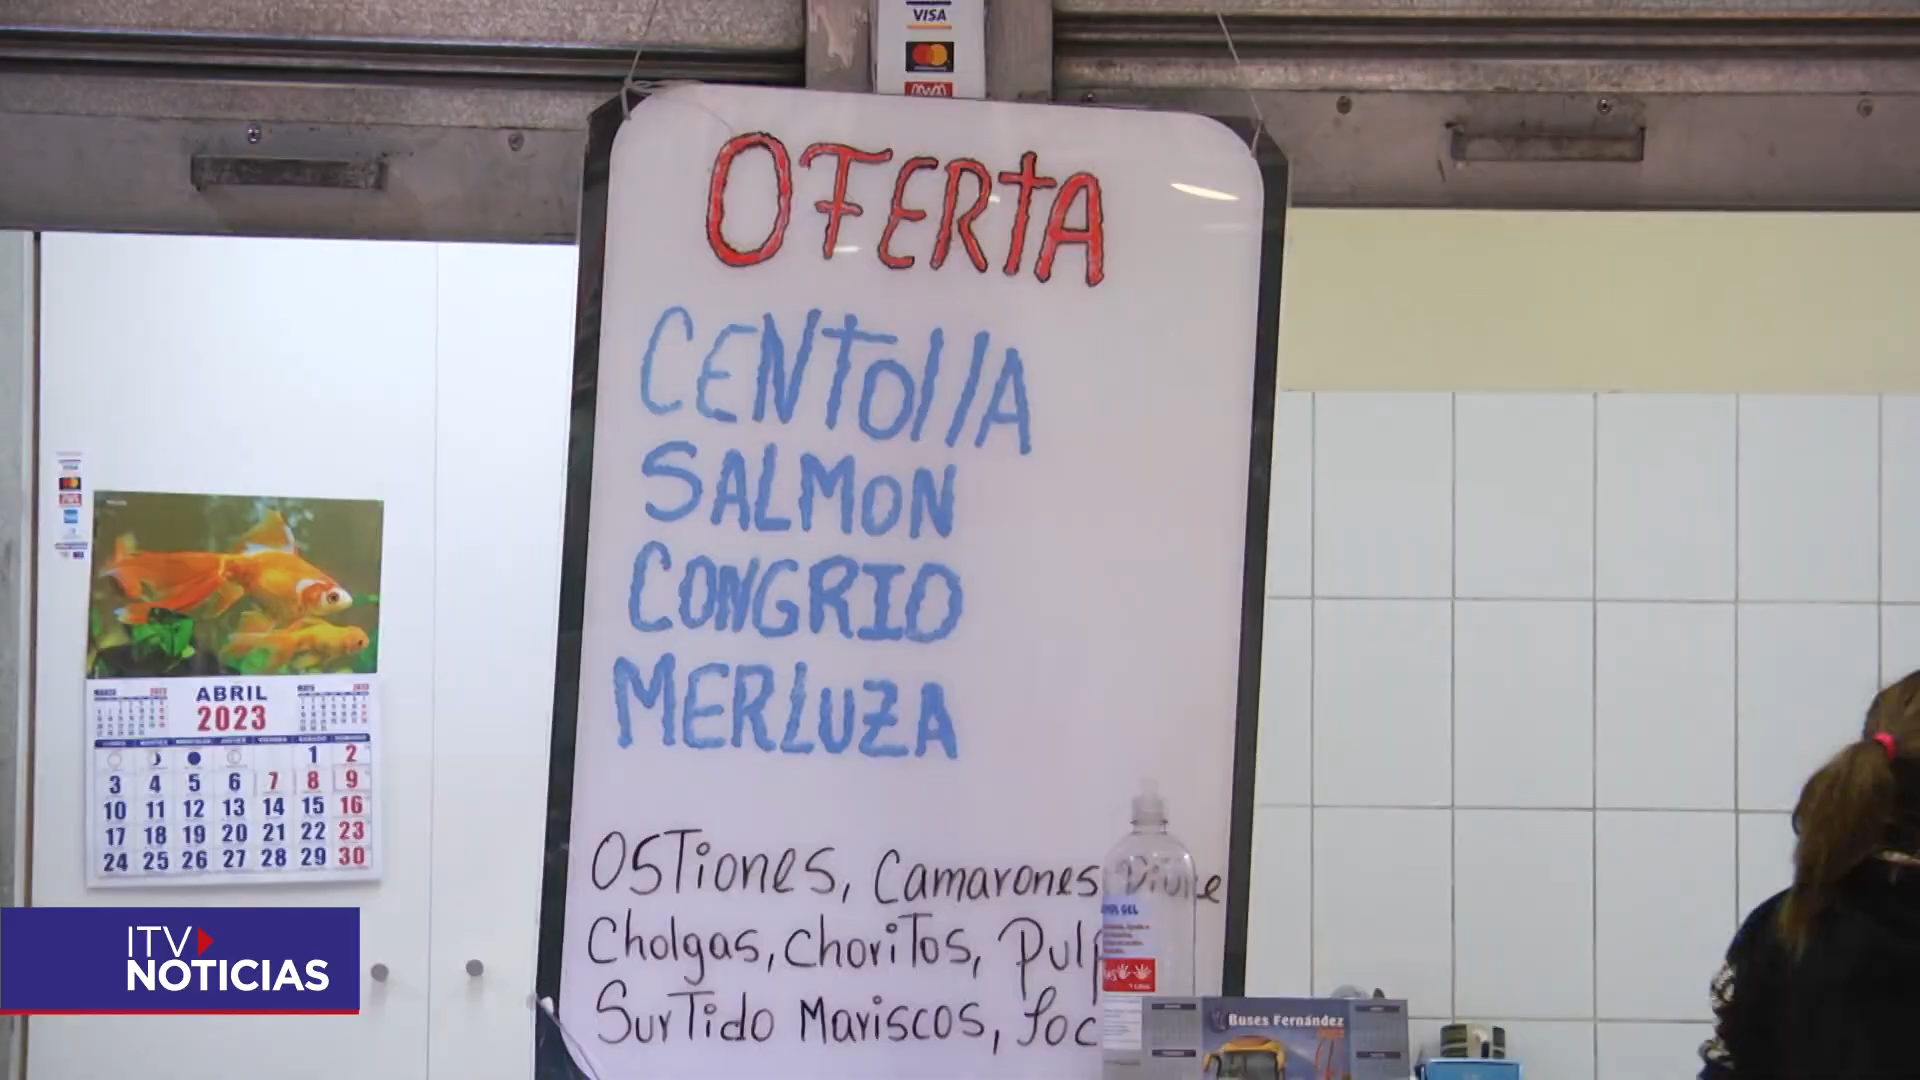 VISA
OFERTA
CENTOLLA
SALMON
CONGRIO
MERLUZA
OSTIONES, Camarones
Cholgas, Choritos,
Surtido Mariscos,
ABRIL
2023
1 2
3 4 5 6 7 8 9
10 11 12 13 14 15 16
17 18 19 20 21 22 23
24 25 26 27 28 29 30
ITV
NOTICIAS
GEL
Buses Fernández